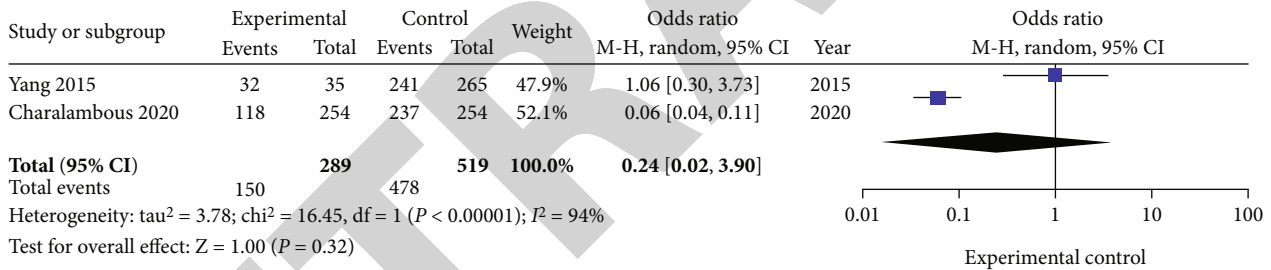 Study or subgroup Experimental Control Weight Odds ratio Year Odds ratio
Events Total Events Total M-H, random, 95% CI M-H, random, 95% CI
Yang 2015 32 35 241 265 47.9% 1.06 [0.30, 3.73] 2015
Charalambous 2020 118 254 237 254 52.1% 0.06 [0.04, 0.11] 2020
Total (95% CI) 289 519 100.0% 0.24 [0.02, 3.90]
Total events 150 478
Heterogeneity: tau² = 3.78; chi² = 16.45, df = 1 (P < 0.00001); I² = 94%
Test for overall effect: Z = 1.00 (P = 0.32)
0.01 0.1 1 10 100
Experimental control